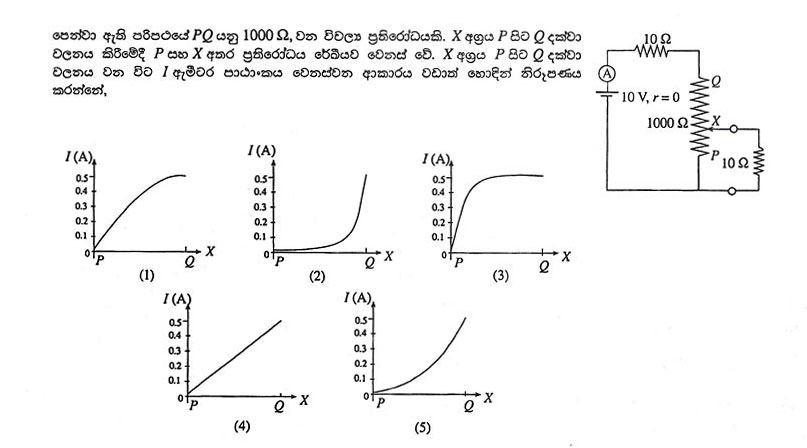 පෙන්වා ඇති පරිපථයේ PQ යනු 1000 Ω, වන විචල්‍ය ප්‍රතිරෝධයකි. X අග්‍රය P සිට Q දක්වා
චලනය කිරීමේදී P සහ X අතර ප්‍රතිරෝධය රේඛීයව වෙනස් වේ. X අග්‍රය P සිට Q දක්වා
චලනය වන විට I ඇමීටර පාඨාංකය වෙනස්වන ආකාරය වඩාත් හොඳින් නිරූපණය
කරන්නේ,
10 Ω
A
Q
10 V, r = 0
1000 Ω
X
P
10 Ω
I (A)
0.5
0.4
0.3
0.2
0.1
0
P
Q
X
(1)
I (A)
0.5
0.4
0.3
0.2
0.1
0
P
Q
X
(2)
I (A)
0.5
0.4
0.3
0.2
0.1
0
P
Q
X
(3)
I (A)
0.5
0.4
0.3
0.2
0.1
0
P
Q
X
(4)
I (A)
0.5
0.4
0.3
0.2
0.1
0
P
Q
X
(5)